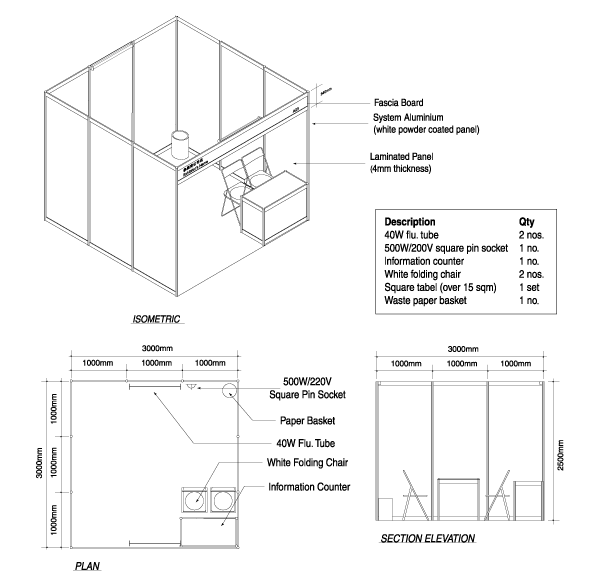 Fascia Board
System Aluminium
(white powder coated panel)
Laminated Panel
(4mm thickness)
Description Qty
40W flu. tube 2 nos.
500W/200V square pin socket 1 no.
Information counter 1 no.
White folding chair 2 nos.
Square tabel (over 15 sqm) 1 set
Waste paper basket 1 no.
ISOMETRIC
3000mm
1000mm 1000mm 1000mm
3000mm
1000mm
1000mm
1000mm
500W/220V
Square Pin Socket
Paper Basket
40W Flu. Tube
White Folding Chair
Information Counter
PLAN
3000mm
1000mm 1000mm 1000mm
2500mm
SECTION ELEVATION